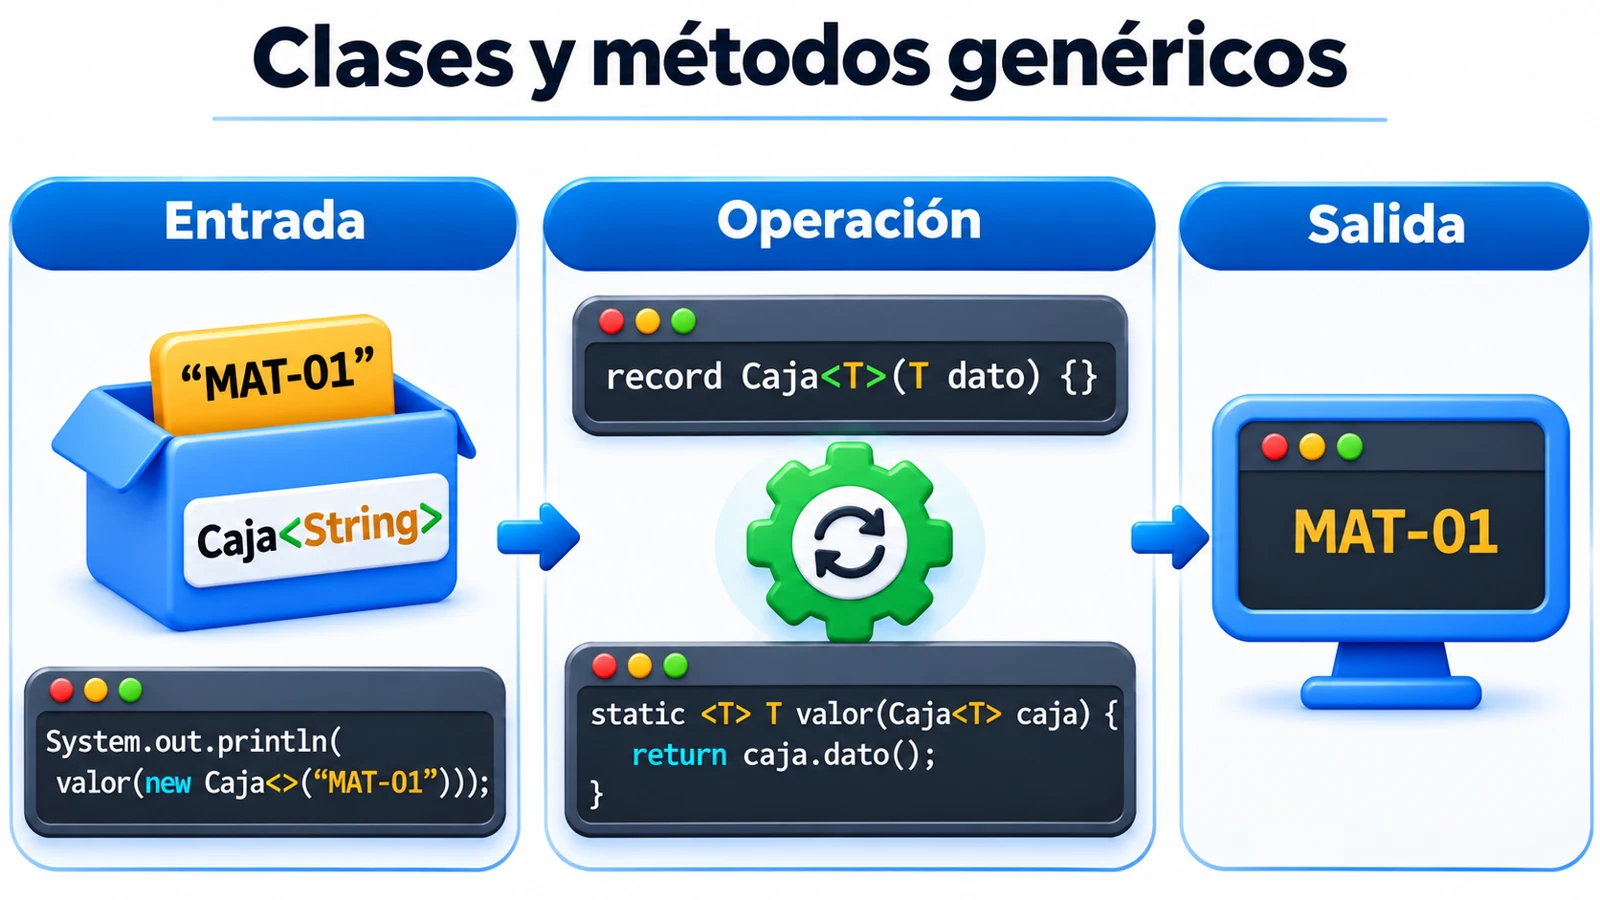 Clases y métodos genéricos
Entrada
“MAT-01”
Caja<String>
System.out.println(
valor(new Caja<>(“MAT-01”)));
Operación
record Caja<T>(T dato) {}
static <T> T valor(Caja<T> caja) {
return caja.dato();
}
Salida
MAT-01